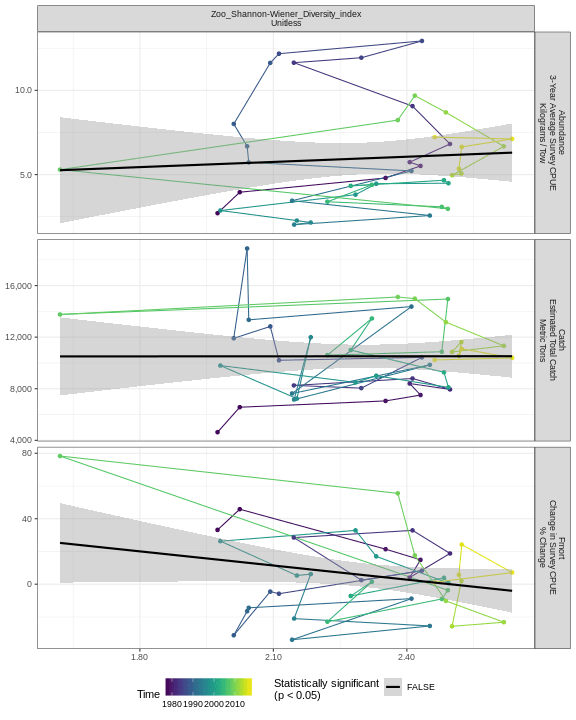 Zoo_Shannon-Wiener_Diversity_index
Unitless
10.0
5.0
Abundance
3-Year Average Survey CPUE
Kilograms / Tow
16,000
12,000
8,000
4,000
Catch
Estimated Total Catch
Metric Tons
80
40
0
Fmort
Change in Survey CPUE
% Change
1.80
2.10
2.40
Time
1980 1990 2000 2010
Statistically significant
(p < 0.05)
FALSE